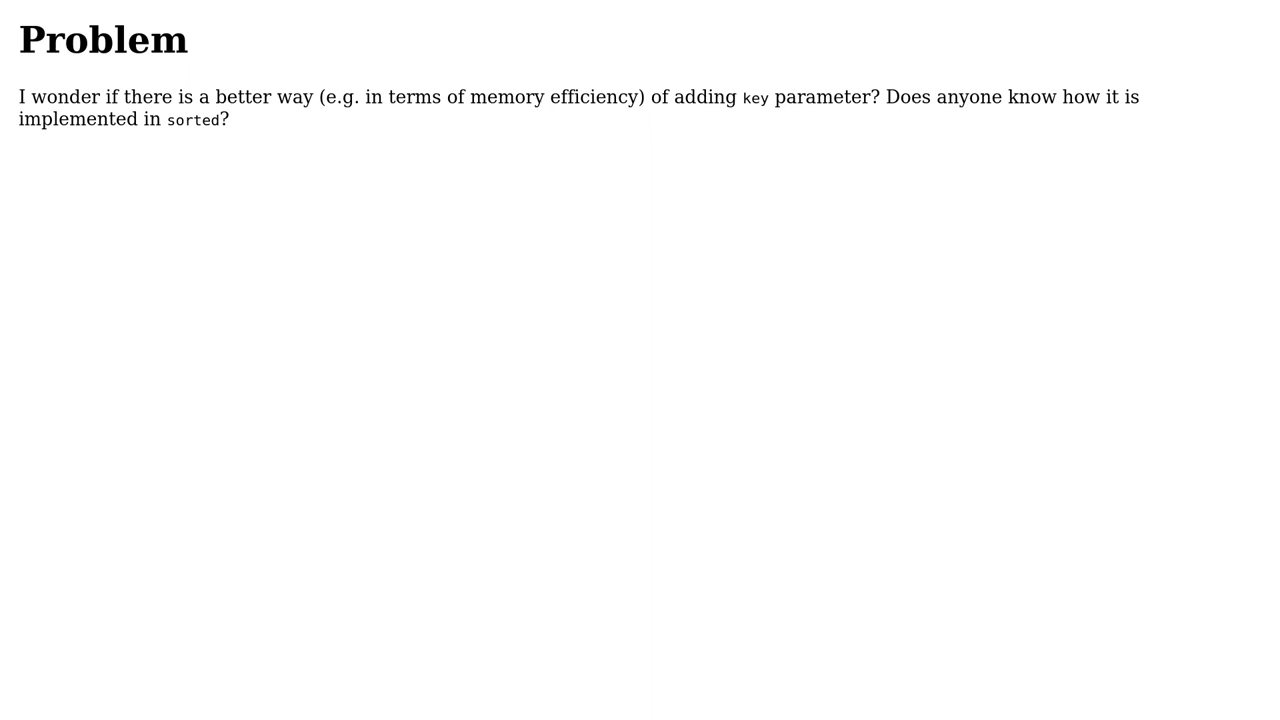 Problem
I wonder if there is a better way (e.g. in terms of memory efficiency) of adding key parameter? Does anyone know how it is
implemented in sorted?